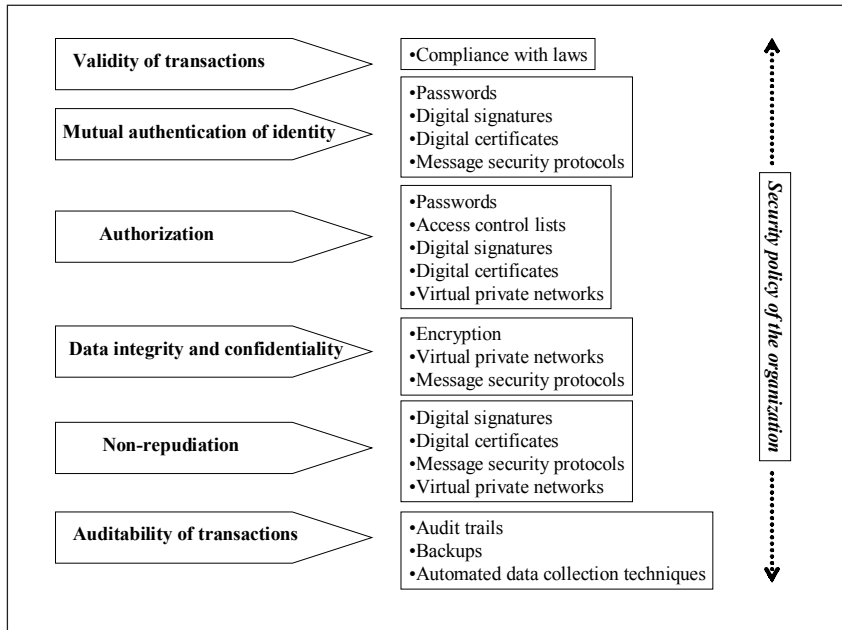 Validity of transactions
•Compliance with laws
Mutual authentication of identity
•Passwords
•Digital signatures
•Digital certificates
•Message security protocols
Authorization
•Passwords
•Access control lists
•Digital signatures
•Digital certificates
•Virtual private networks
Data integrity and confidentiality
•Encryption
•Virtual private networks
•Message security protocols
Non-repudiation
•Digital signatures
•Digital certificates
•Message security protocols
•Virtual private networks
Auditability of transactions
•Audit trails
•Backups
•Automated data collection techniques
Security policy of the organization